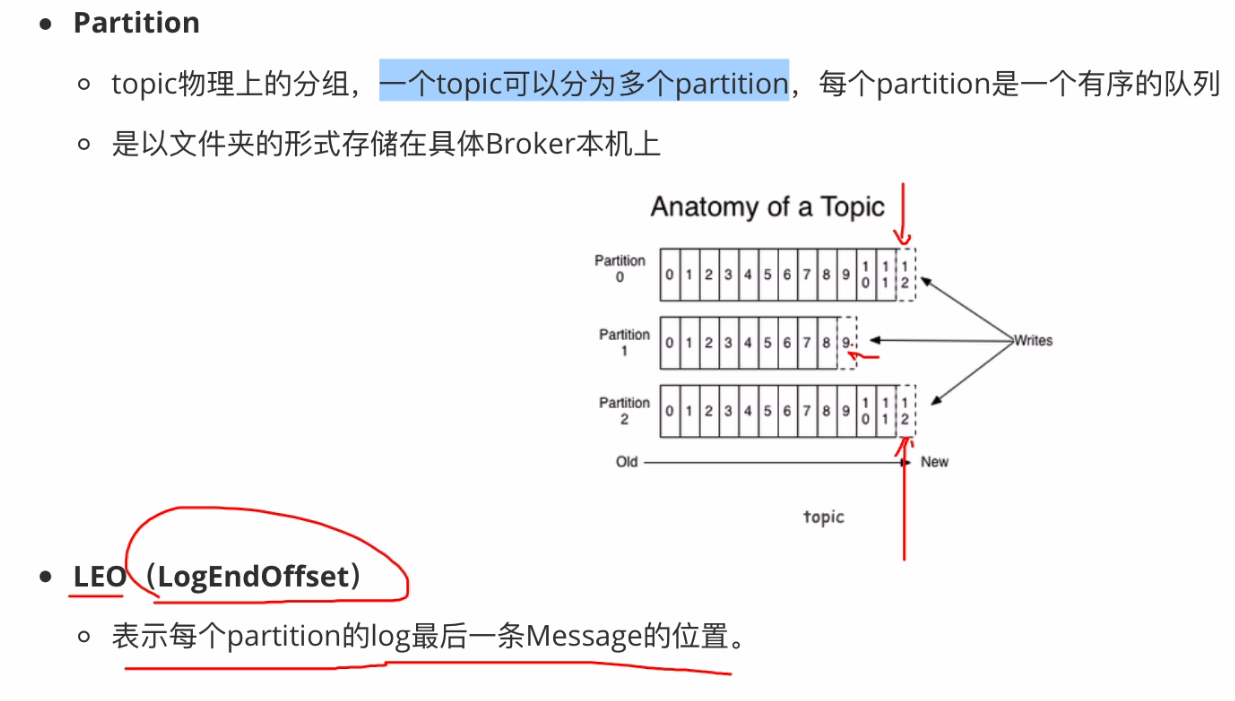 Partition
topic物理上的分组，一个topic可以分为多个partition，每个partition是一个有序的队列
是以文件夹的形式存储在具体Broker本机上
Anatomy of a Topic
Partition 0
0 1 2 3 4 5 6 7 8 9 10 11 12
Partition 1
0 1 2 3 4 5 6 7 8 9
Writes
Partition 2
0 1 2 3 4 5 6 7 8 9 10 11 12
Old New
topic
LEO（LogEndOffset）
表示每个partition的log最后一条Message的位置。